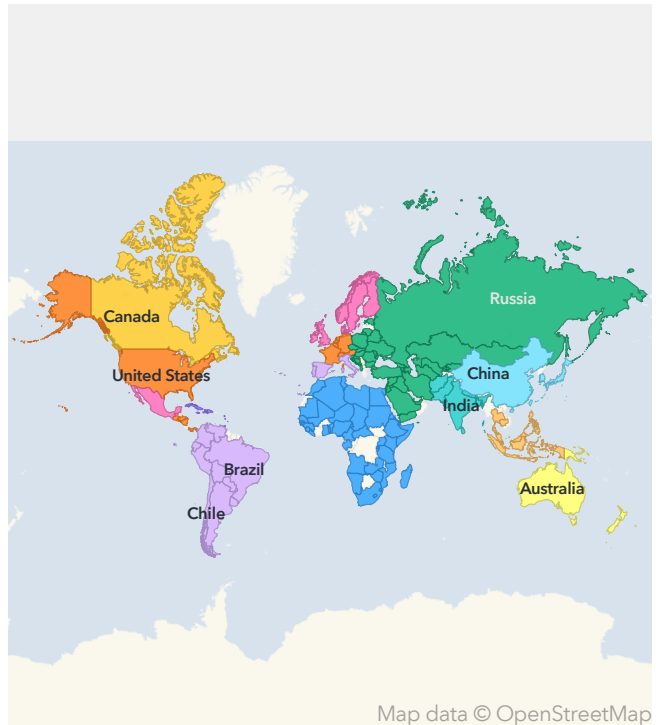 Russia
Canada
China
United States
India
Brazil
Australia
Chile
Map data © OpenStreetMap